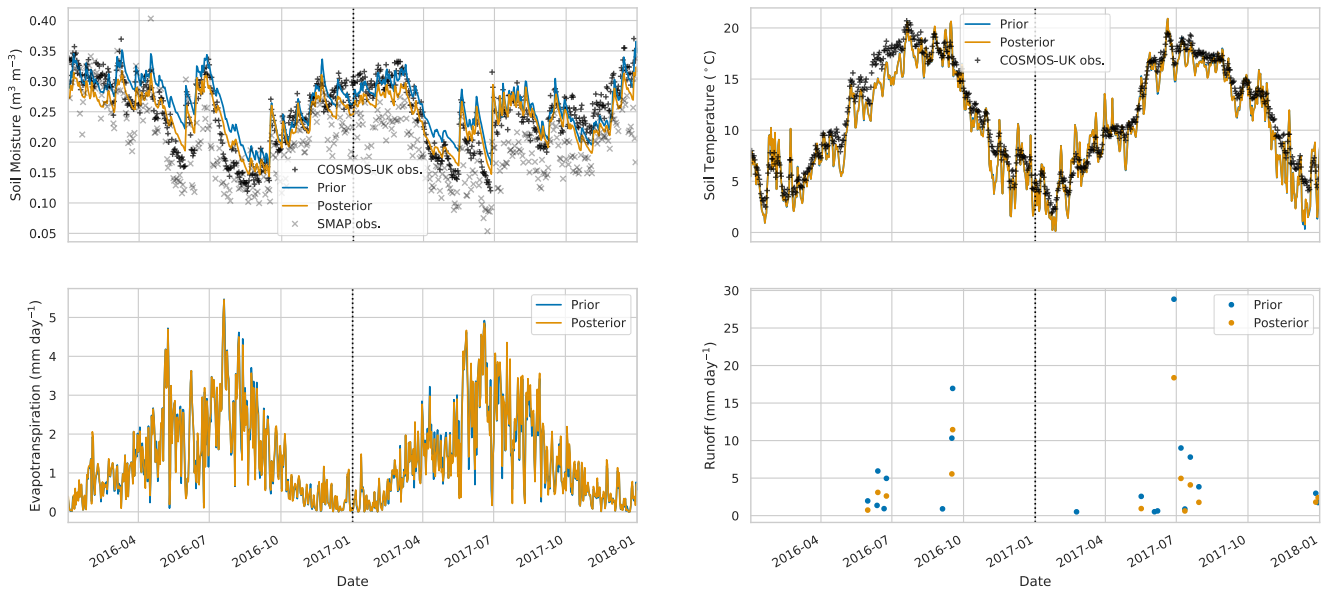 0.40
0.35
0.30
0.25
0.20
0.15
0.10
0.05
Soil Moisture (m³ m⁻³)
COSMOS-UK obs.
Prior
Posterior
SMAP obs.
20
15
10
5
0
Soil Temperature (°C)
Prior
Posterior
COSMOS-UK obs.
5
4
3
2
1
0
Evapotranspiration (mm day⁻¹)
Prior
Posterior
2016-04
2016-07
2016-10
2017-01
2017-04
2017-07
2017-10
2018-01
Date
30
25
20
15
10
5
0
Runoff (mm day⁻¹)
Prior
Posterior
2016-04
2016-07
2016-10
2017-01
2017-04
2017-07
2017-10
2018-01
Date